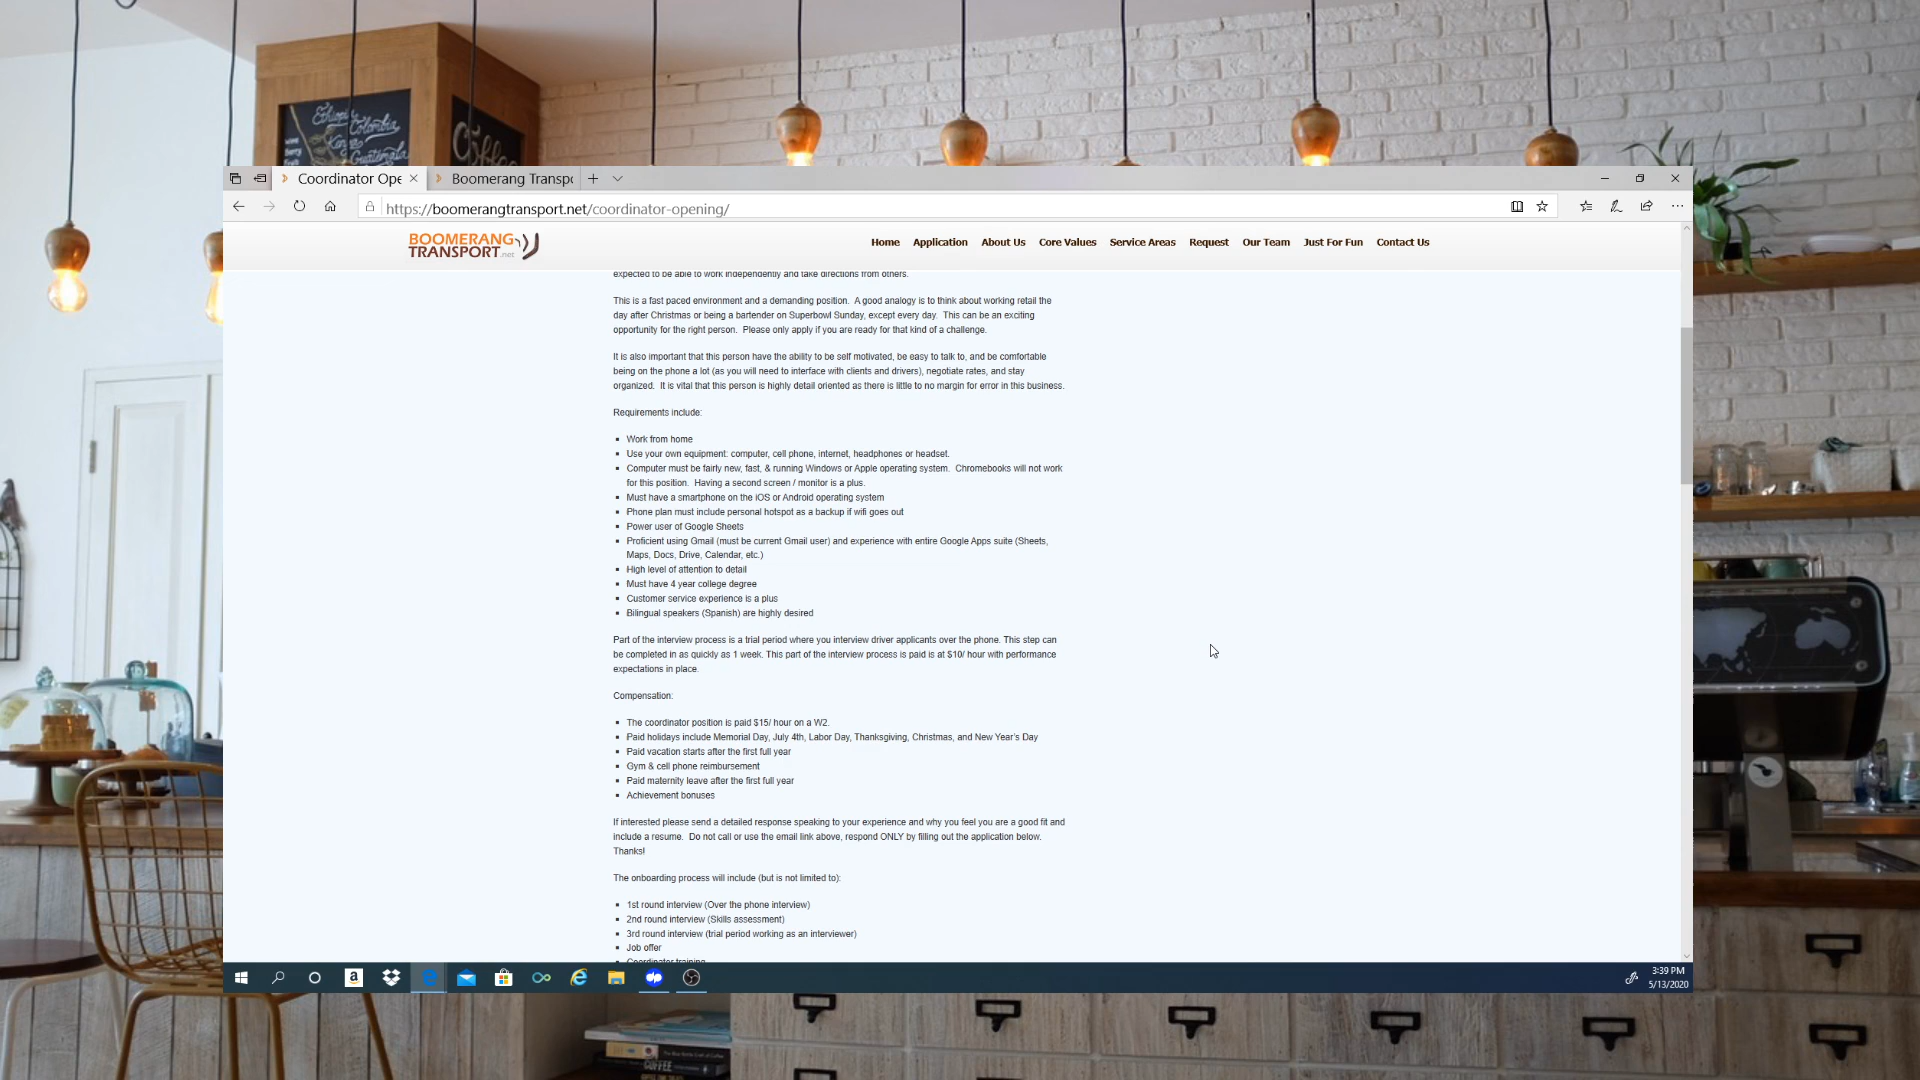 Ethiopia
Colombia
Kenya
Guatemala
Coffee
Coordinator Ope
Boomerang Transpo
https://boomerangtransport.net/coordinator-opening/
BOOMERANG
TRANSPORT.net
Home Application About Us Core Values Service Areas Request Our Team Just For Fun Contact Us
expected to be able to work independently and take directions from others.
This is a fast paced environment and a demanding position. A good analogy is to think about working retail the
day after Christmas or being a bartender on Superbowl Sunday, except every day. This can be an exciting
opportunity for the right person. Please only apply if you are ready for that kind of a challenge.
It is also important that this person have the ability to be self motivated, be easy to talk to, and be comfortable
being on the phone a lot (as you will need to interface with clients and drivers), negotiate rates, and stay
organized. It is vital that this person is highly detail oriented as there is little to no margin for error in this business.
Requirements include:
Work from home
Use your own equipment: computer, cell phone, internet, headphones or headset.
Computer must be fairly new, fast, & running Windows or Apple operating system. Chromebooks will not work
for this position. Having a second screen / monitor is a plus.
Must have a smartphone on the iOS or Android operating system
Phone plan must include personal hotspot as a backup if wifi goes out
Power user of Google Sheets
Proficient using Gmail (must be current Gmail user) and experience with entire Google Apps suite (Sheets,
Maps, Docs, Drive, Calendar, etc.)
High level of attention to detail
Must have 4 year college degree
Customer service experience is a plus
Bilingual speakers (Spanish) are highly desired
Part of the interview process is a trial period where you interview driver applicants over the phone. This step can
be completed in as quickly as 1 week. This part of the interview process is paid is at $10/ hour with performance
expectations in place.
Compensation:
The coordinator position is paid $15/ hour on a W2.
Paid holidays include Memorial Day, July 4th, Labor Day, Thanksgiving, Christmas, and New Year's Day
Paid vacation starts after the first full year
Gym & cell phone reimbursement
Paid maternity leave after the first full year
Achievement bonuses
If interested please send a detailed response speaking to your experience and why you feel you are a good fit and
include a resume. Do not call or use the email link above, respond ONLY by filling out the application below.
Thanks!
The onboarding process will include (but is not limited to):
1st round interview (Over the phone interview)
2nd round interview (Skills assessment)
3rd round interview (trial period working as an interviewer)
Job offer
Coordinator training
3:39 PM
5/13/2020
COFFEE